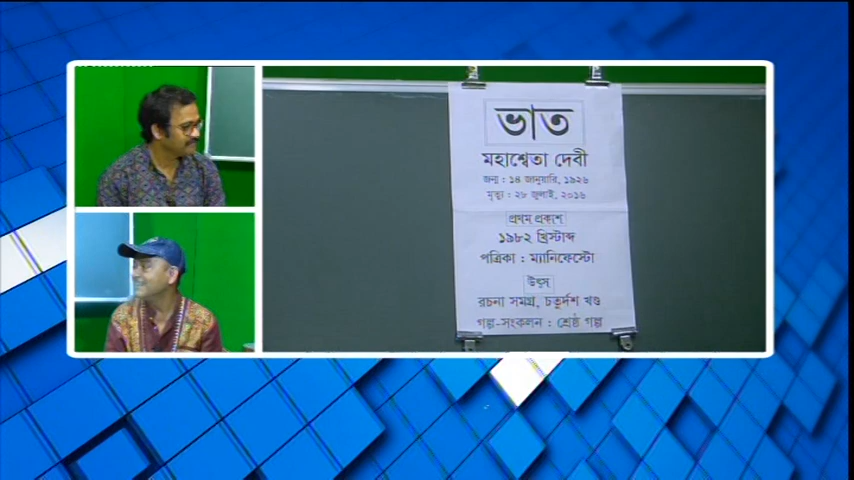 ভাত
মহাশ্বেতা দেবী
জন্ম : ১৪ জানুয়ারি, ১৯২৬
মৃত্যু : ২৮ জুলাই, ২০১৬
প্রথম প্রকাশ
১৯৮২ খ্রিস্টাব্দ
পত্রিকা : ম্যানিফেস্টো
উৎস
রচনা সমগ্র, চতুর্দশ খণ্ড
গল্প-সংকলন : শ্রেষ্ঠ গল্প